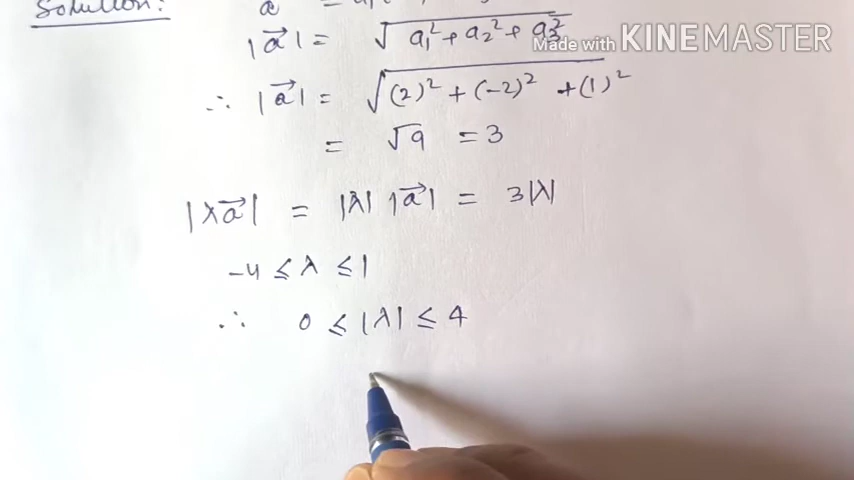 Solution:
|a⃗| = √a₁² + a₂² + a₃²
Made with KINEMASTER
∴ |a⃗| = √(2)² + (-2)² + (1)²
= √9 = 3
|λa⃗| = |λ| |a⃗| = 3|λ|
-4 ≤ λ ≤ 1
∴ 0 ≤ |λ| ≤ 4